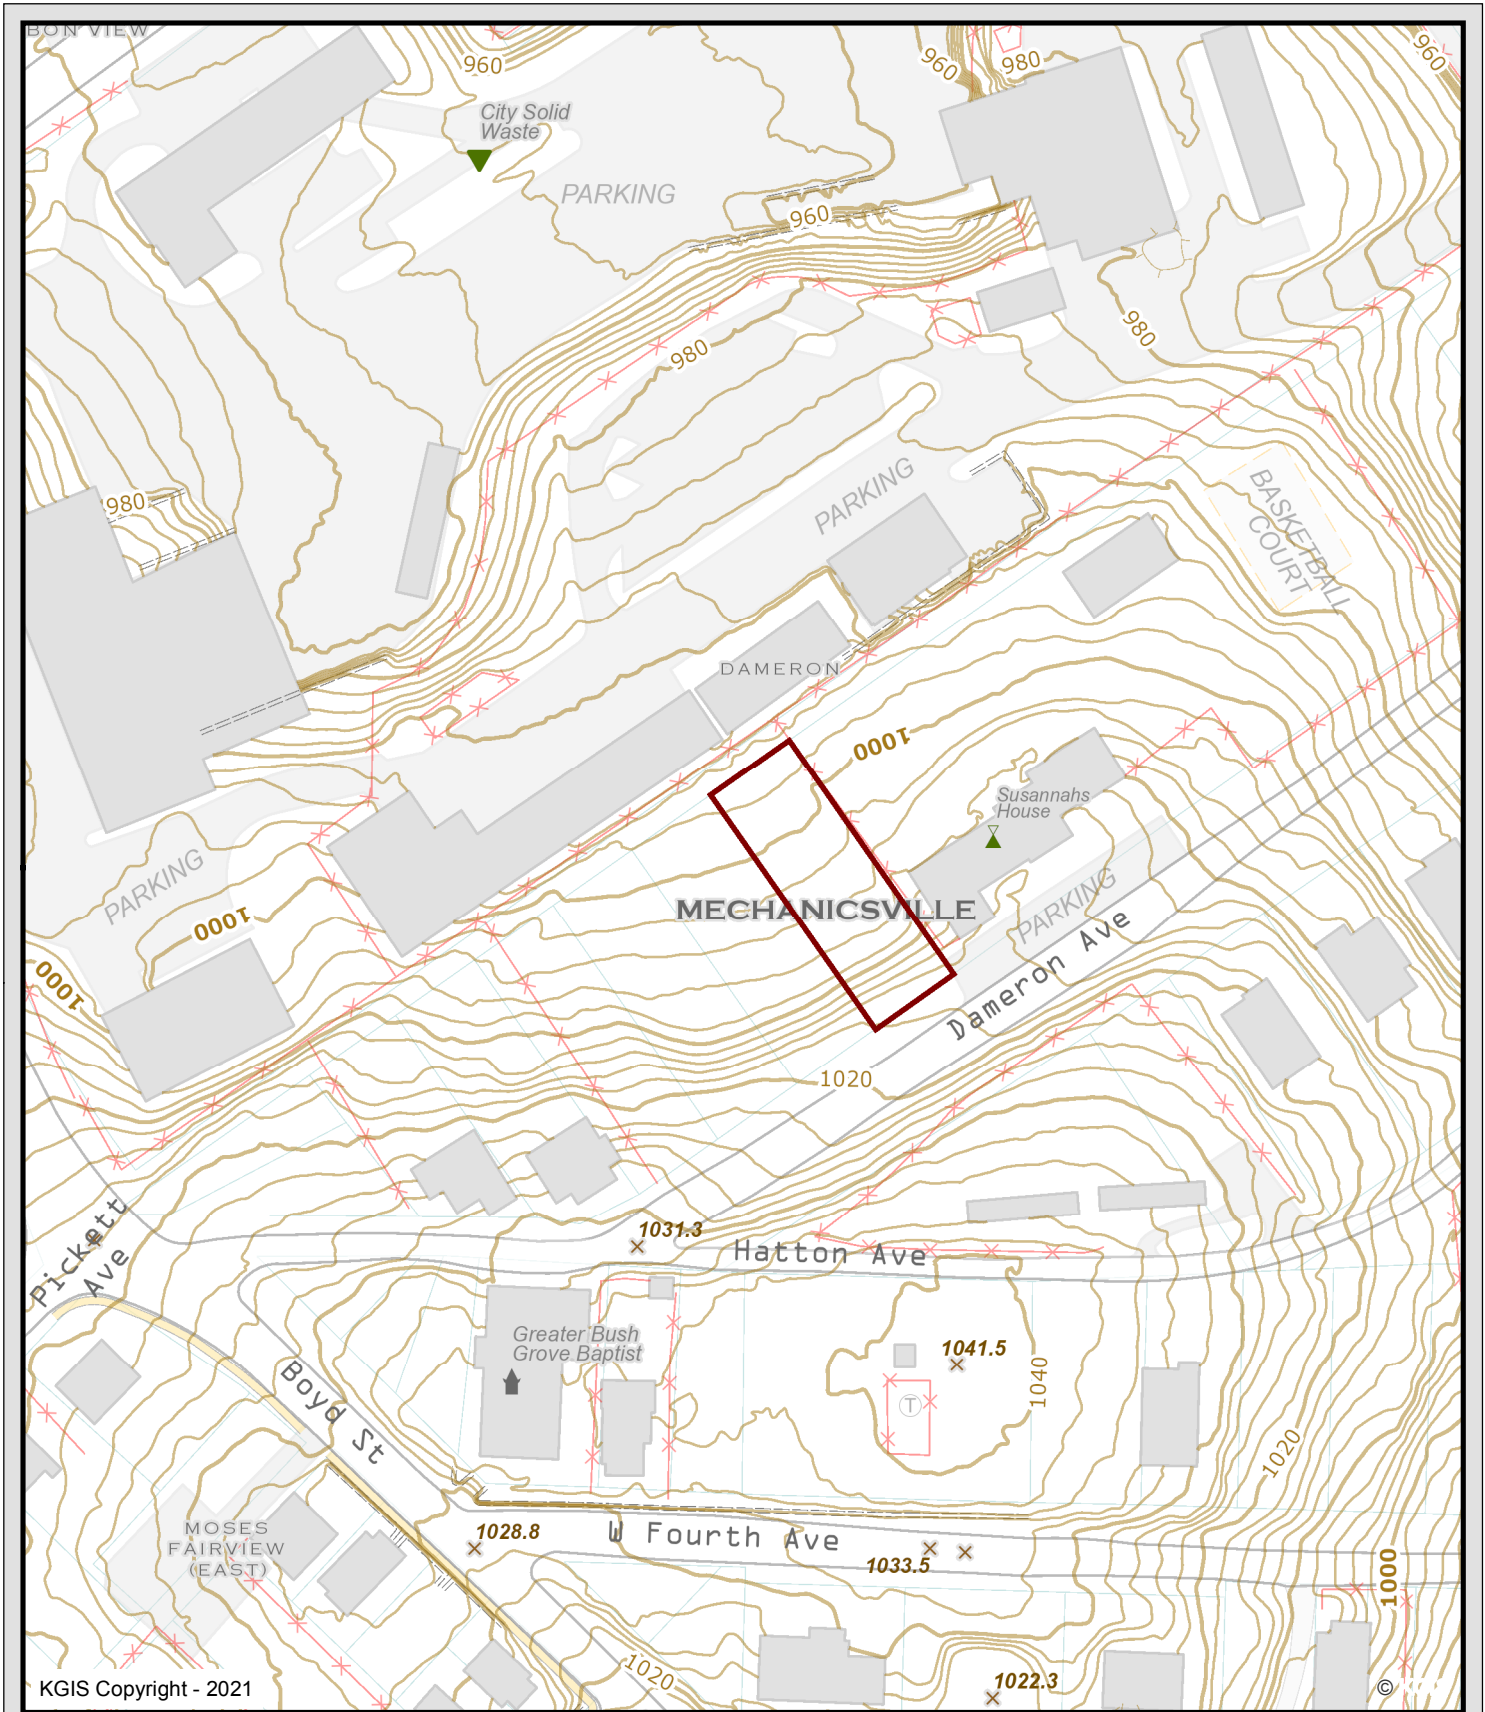 BON VIEW
960
960
980
960
City Solid
Waste
PARKING
960
980
980
PARKING
BASKETBALL
COURT
980
DAMERON
1000
Susannahs
House
PARKING
1000
MECHANICSVILLE
PARKING
1000
Dameron Ave
1020
Pickett
Ave
1031.3
Hatton Ave
Greater Bush
Grove Baptist
1041.5
1040
T
Boyd St
1020
MOSES
FAIRVIEW
(EAST)
1028.8
W Fourth Ave
1033.5
1000
1020
1022.3
KGIS Copyright - 2021
©